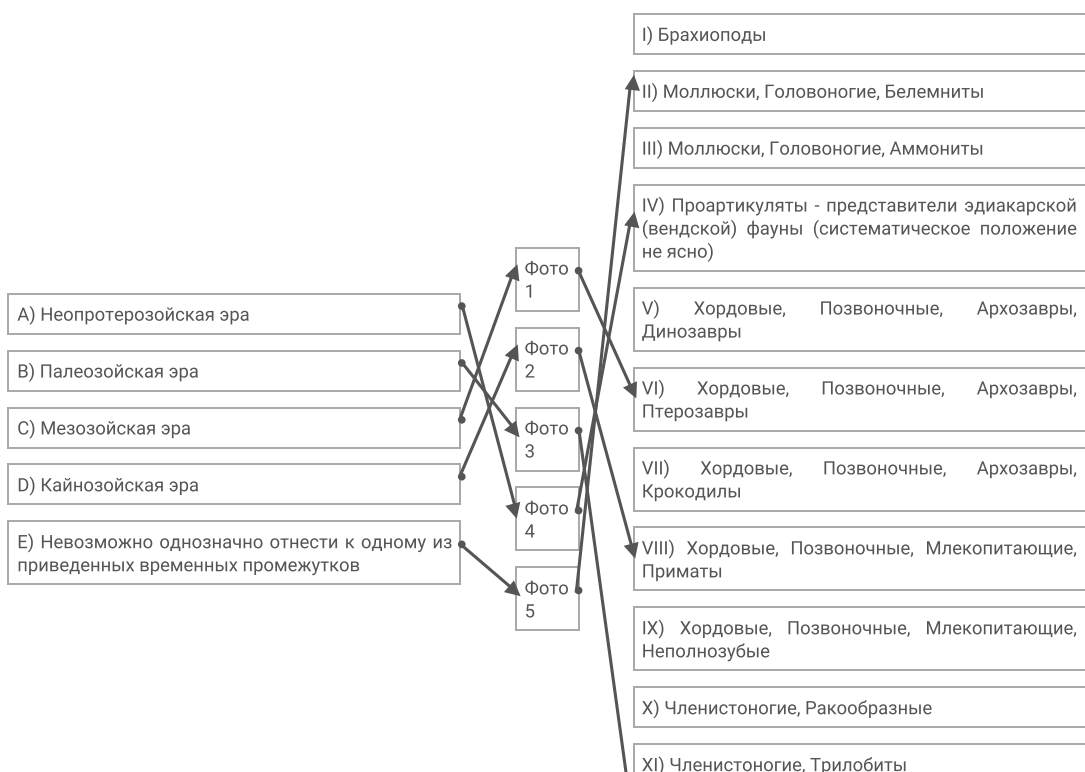 A) Неопротерозойская эра
B) Палеозойская эра
C) Мезозойская эра
D) Кайнозойская эра
E) Невозможно однозначно отнести к одному из
приведенных временных промежутков
Фото
1
Фото
2
Фото
3
Фото
4
Фото
5
I) Брахиоподы
II) Моллюски, Головоногие, Белемниты
III) Моллюски, Головоногие, Аммониты
IV) Проартикуляты - представители эдиакарской
(вендской) фауны (систематическое положение
не ясно)
V) Хордовые, Позвоночные, Архозавры,
Динозавры
VI) Хордовые, Позвоночные, Архозавры,
Птерозавры
VII) Хордовые, Позвоночные, Архозавры,
Крокодилы
VIII) Хордовые, Позвоночные, Млекопитающие,
Приматы
IX) Хордовые, Позвоночные, Млекопитающие,
Неполнозубые
X) Членистоногие, Ракообразные
XI) Членистоногие, Трилобиты